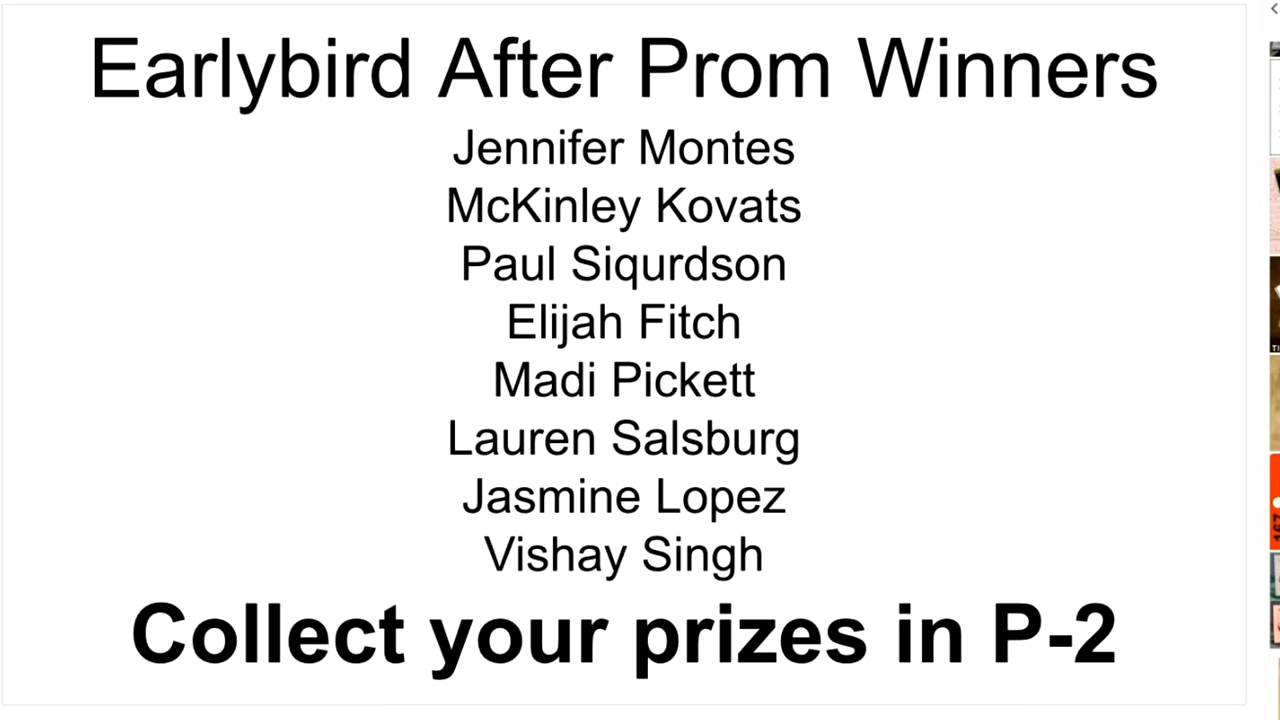 Earlybird After Prom Winners
Jennifer Montes
McKinley Kovats
Paul Siqurdson
Elijah Fitch
Madi Pickett
Lauren Salsburg
Jasmine Lopez
Vishay Singh
Collect your prizes in P-2